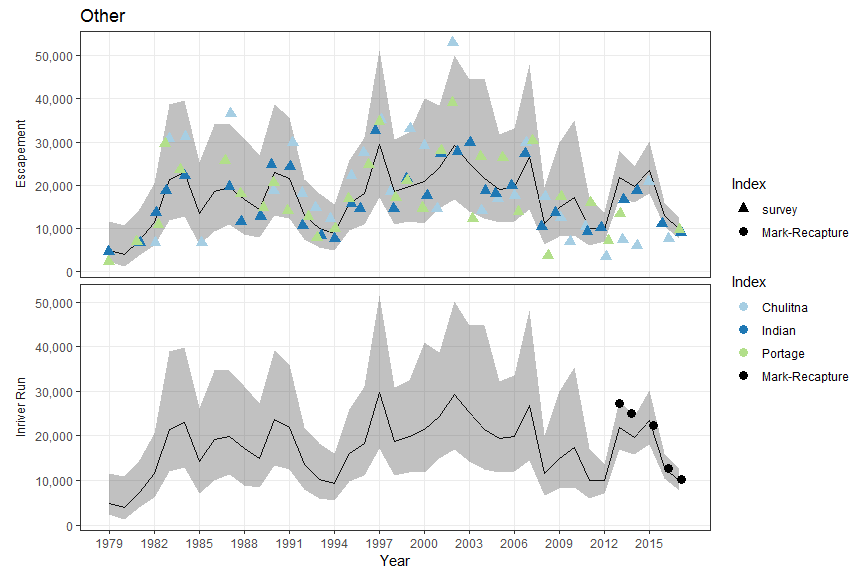 Other
Escapement
50,000
40,000
30,000
20,000
10,000
0
Inriver Run
50,000
40,000
30,000
20,000
10,000
0
1979 1982 1985 1988 1991 1994 1997 2000 2003 2006 2009 2012 2015
Year
Index
survey
Mark-Recapture
Index
Chulitna
Indian
Portage
Mark-Recapture